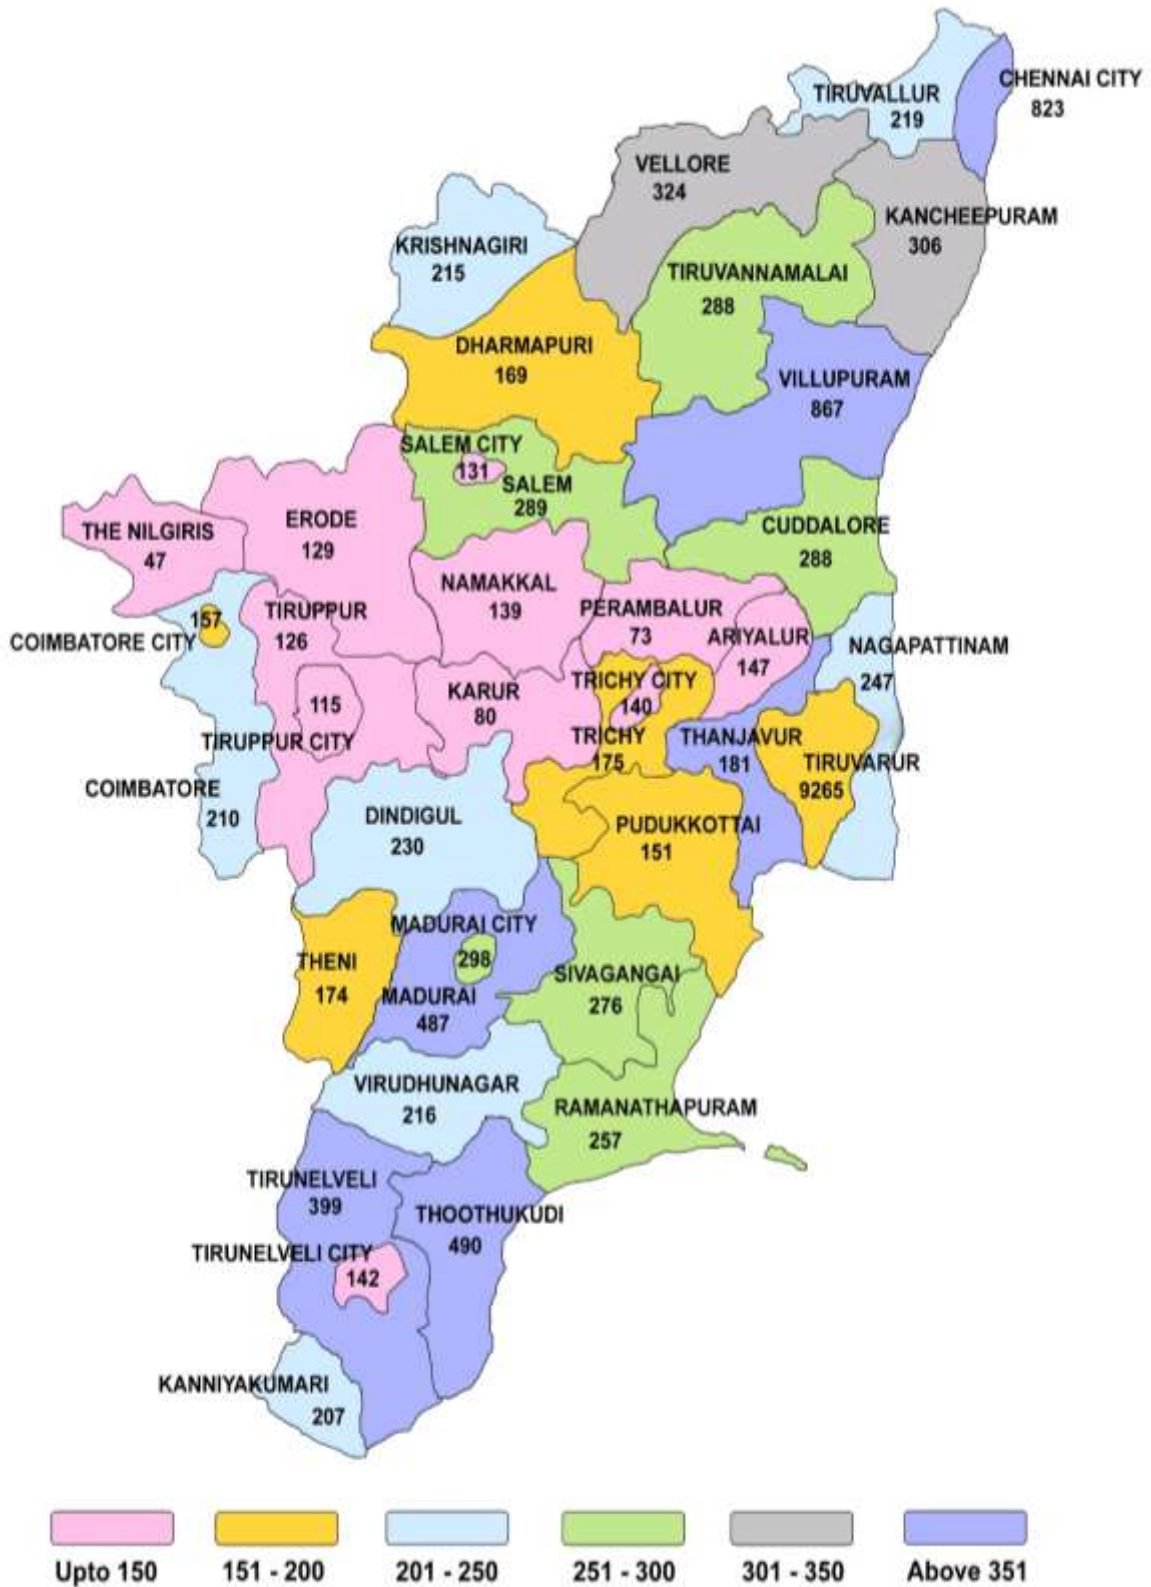 CHENNAI CITY
823
TIRUVALLUR
219
VELLORE
324
KANCHEEPURAM
306
KRISHNAGIRI
215
TIRUVANNAMALAI
288
DHARMAPURI
169
VILLUPURAM
867
SALEM CITY
131
SALEM
289
THE NILGIRIS
47
ERODE
129
CUDDALORE
288
NAMAKKAL
139
PERAMBALUR
73
ARIYALUR
147
157
COIMBATORE CITY
TIRUPPUR
126
NAGAPATTINAM
247
115
TIRUPPUR CITY
KARUR
80
TRICHY CITY
140
TRICHY
175
THANJAVUR
181
TIRUVARUR
9265
COIMBATORE
210
DINDIGUL
230
PUDUKKOTTAI
151
MADURAI CITY
298
THENI
174
MADURAI
487
SIVAGANGAI
276
VIRUDHUNAGAR
216
RAMANATHAPURAM
257
TIRUNELVELI
399
THOOTHUKUDI
490
TIRUNELVELI CITY
142
KANNIYAKUMARI
207
Upto 150
151 - 200
201 - 250
251 - 300
301 - 350
Above 351